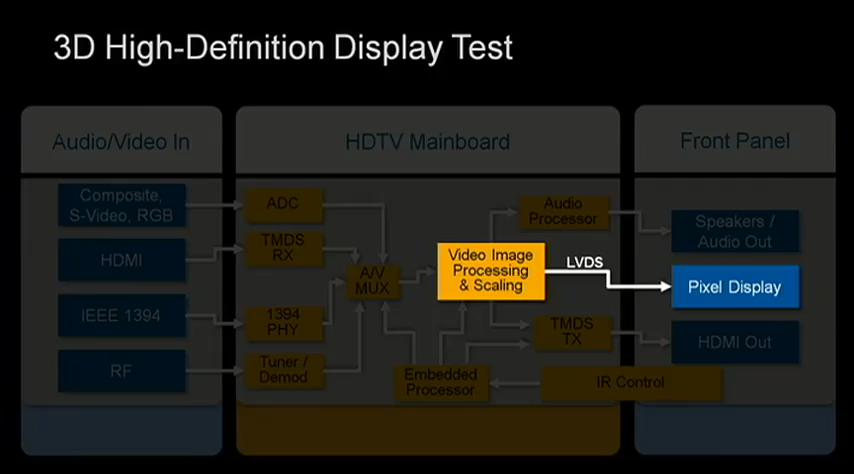 3D High-Definition Display Test
Audio/Video In
HDTV Mainboard
Front Panel
Composite,
S-Video, RGB
HDMI
IEEE 1394
RF
ADC
TMDS
RX
1394
PHY
Tuner /
Demod
A/V
MUX
Video Image
Processing
& Scaling
Embedded
Processor
Audio
Processor
TMDS
TX
IR Control
LVDS
Speakers /
Audio Out
Pixel Display
HDMI Out